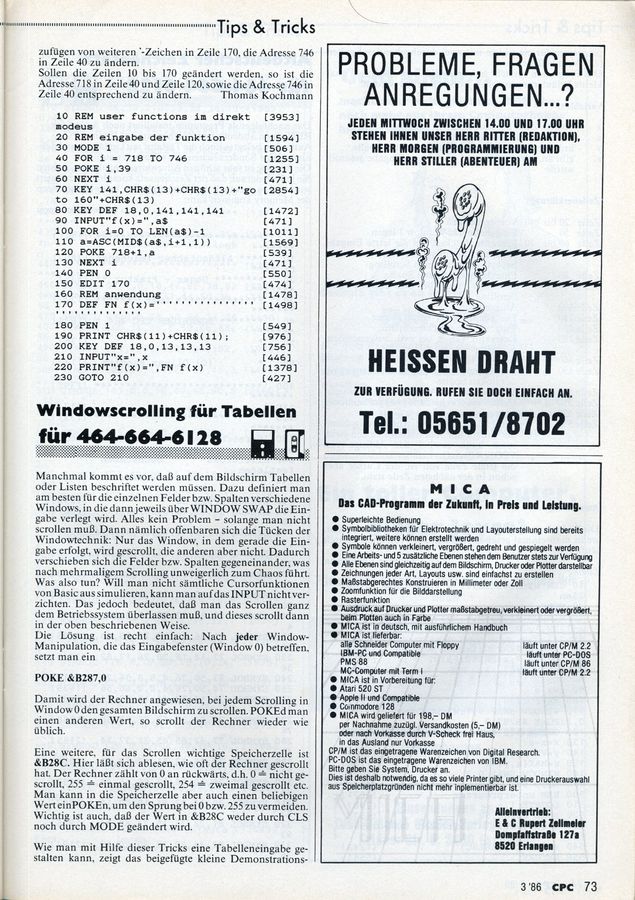 Tips & Tricks
zufügen von weiteren '-Zeichen in Zeile 170, die Adresse 746
in Zeile 40 zu ändern.
Sollen die Zeilen 10 bis 170 geändert werden, so ist die
Adresse 718 in Zeile 40 und Zeile 120, sowie die Adresse 746 in
Zeile 40 entsprechend zu ändern. Thomas Kochmann
10 REM user functions im direkt [3953]
modeus
20 REM eingabe der funktion [1594]
30 MODE 1 [506]
40 FOR i = 718 TO 746 [1255]
50 POKE i,39 [231]
60 NEXT i [471]
70 KEY 141,CHR$(13)+CHR$(13)+"go [2854]
to 160"+CHR$(13)
80 KEY DEF 18,0,141,141,141 [1472]
90 INPUT"f(x)=",a$ [471]
100 FOR i=0 TO LEN(a$)-1 [1011]
110 a=ASC(MID$(a$,i+1,1)) [1569]
120 POKE 718+i,a [539]
130 NEXT i [471]
140 PEN 0 [550]
150 EDIT 170 [474]
160 REM anwendung [1478]
170 DEF FN f(x)='''''''''''''''' [1498]
'''''''''''''
180 PEN 1 [549]
190 PRINT CHR$(11)+CHR$(11); [976]
200 KEY DEF 18,0,13,13,13 [756]
210 INPUT"x=",x [446]
220 PRINT"f(x)=",FN f(x) [1378]
230 GOTO 210 [427]
Windowscrolling für Tabellen
für 464-664-6128
Manchmal kommt es vor, daß auf dem Bildschirm Tabellen
oder Listen beschriftet werden müssen. Dazu definiert man
am besten für die einzelnen Felder bzw. Spalten verschiedene
Windows, in die dann jeweils über WINDOW SWAP die Ein-
gabe verlegt wird. Alles kein Problem – solange man nicht
scrollen muß. Dann nämlich offenbaren sich die Tücken der
Windowtechnik: Nur das Window, in dem gerade die Ein-
gabe erfolgt, wird gescrollt, die anderen aber nicht. Dadurch
verschieben sich die Felder bzw. Spalten gegeneinander, was
nach mehrmaligem Scrolling unweigerlich zum Chaos führt.
Was also tun? Will man nicht sämtliche Cursorfunktionen
von Basic aus simulieren, kann man auf das INPUT nicht ver-
zichten. Das jedoch bedeutet, daß man das Scrollen ganz
dem Betriebssystem überlassen muß, und dieses scrollt dann
in der oben beschriebenen Weise.
Die Lösung ist recht einfach: Nach jeder Window-
Manipulation, die das Eingabefenster (Window 0) betreffen,
setzt man ein
POKE &B287,0
Damit wird der Rechner angewiesen, bei jedem Scrolling in
Window 0 den gesamten Bildschirm zu scrollen. POKEd man
einen anderen Wert, so scrollt der Rechner wieder wie
üblich.
Eine weitere, für das Scrollen wichtige Speicherzelle ist
&B28C. Hier läßt sich ablesen, wie oft der Rechner gescrollt
hat. Der Rechner zählt von 0 an rückwärts, d.h. 0 ≙ nicht ge-
scrollt, 255 ≙ einmal gescrollt, 254 ≙ zweimal gescrollt etc.
Man kann in die Speicherzelle aber auch einen beliebigen
Wert einPOKEn, um den Sprung bei 0 bzw. 255 zu vermeiden.
Wichtig ist auch, daß der Wert in &B28C weder durch CLS
noch durch MODE geändert wird.
Wie man mit Hilfe dieser Tricks eine Tabelleneingabe ge-
stalten kann, zeigt das beigefügte kleine Demonstrations-
PROBLEME, FRAGEN
ANREGUNGEN...?
JEDEN MITTWOCH ZWISCHEN 14.00 UND 17.00 UHR
STEHEN IHNEN UNSER HERR RITTER (REDAKTION),
HERR MORGEN (PROGRAMMIERUNG) UND
HERR STILLER (ABENTEUER) AM
HEISSEN DRAHT
ZUR VERFÜGUNG. RUFEN SIE DOCH EINFACH AN.
Tel.: 05651/8702
MICA
Das CAD-Programm der Zukunft, in Preis und Leistung.
● Superleichte Bedienung
● Symbolbibliotheken für Elektrotechnik und Layouterstellung sind bereits
integriert, weitere können erstellt werden
● Symbole können verkleinert, vergrößert, gedreht und gespiegelt werden
● Eine Arbeits- und 5 zusätzliche Ebenen stehen dem Benutzer stets zur Verfügung
● Alle Ebenen sind gleichzeitig auf dem Bildschirm, Drucker oder Plotter darstellbar
● Zeichnungen jeder Art, Layouts usw. sind einfachst zu erstellen
● Maßstabgerechtes Konstruieren in Millimeter oder Zoll
● Zoomfunktion für die Bilddarstellung
● Rasterfunktion
● Ausdruck auf Drucker und Plotter maßstabgetreu, verkleinert oder vergrößert,
beim Plotten auch in Farbe
● MICA ist in deutsch, mit ausführlichem Handbuch
● MICA ist lieferbar:
alle Schneider Computer mit Floppy läuft unter CP/M 2.2
IBM-PC und Compatible läuft unter PC-DOS
PMS 88 läuft unter CP/M 86
MC-Computer mit Term I läuft unter CP/M 2.2
● MICA ist in Vorbereitung für:
● Atari 520 ST
● Apple II und Compatible
● Commodore 128
● MICA wird geliefert für 198,– DM
per Nachnahme zuzügl. Versandkosten (5,– DM)
oder nach Vorkasse durch V-Scheck frei Haus,
in das Ausland nur Vorkasse
CP/M ist das eingetragene Warenzeichen von Digital Research.
PC-DOS ist das eingetragene Warenzeichen von IBM.
Bitte geben Sie System, Drucker an.
Dies ist deshalb notwendig, da es so viele Printer gibt, und eine Druckerauswahl
aus Speicherplatzgründen nicht mehr inplementierbar ist.
Alleinvertrieb:
E & C Rupert Zellmeier
Dompfaffstraße 127a
8520 Erlangen
3 '86 CPC 73